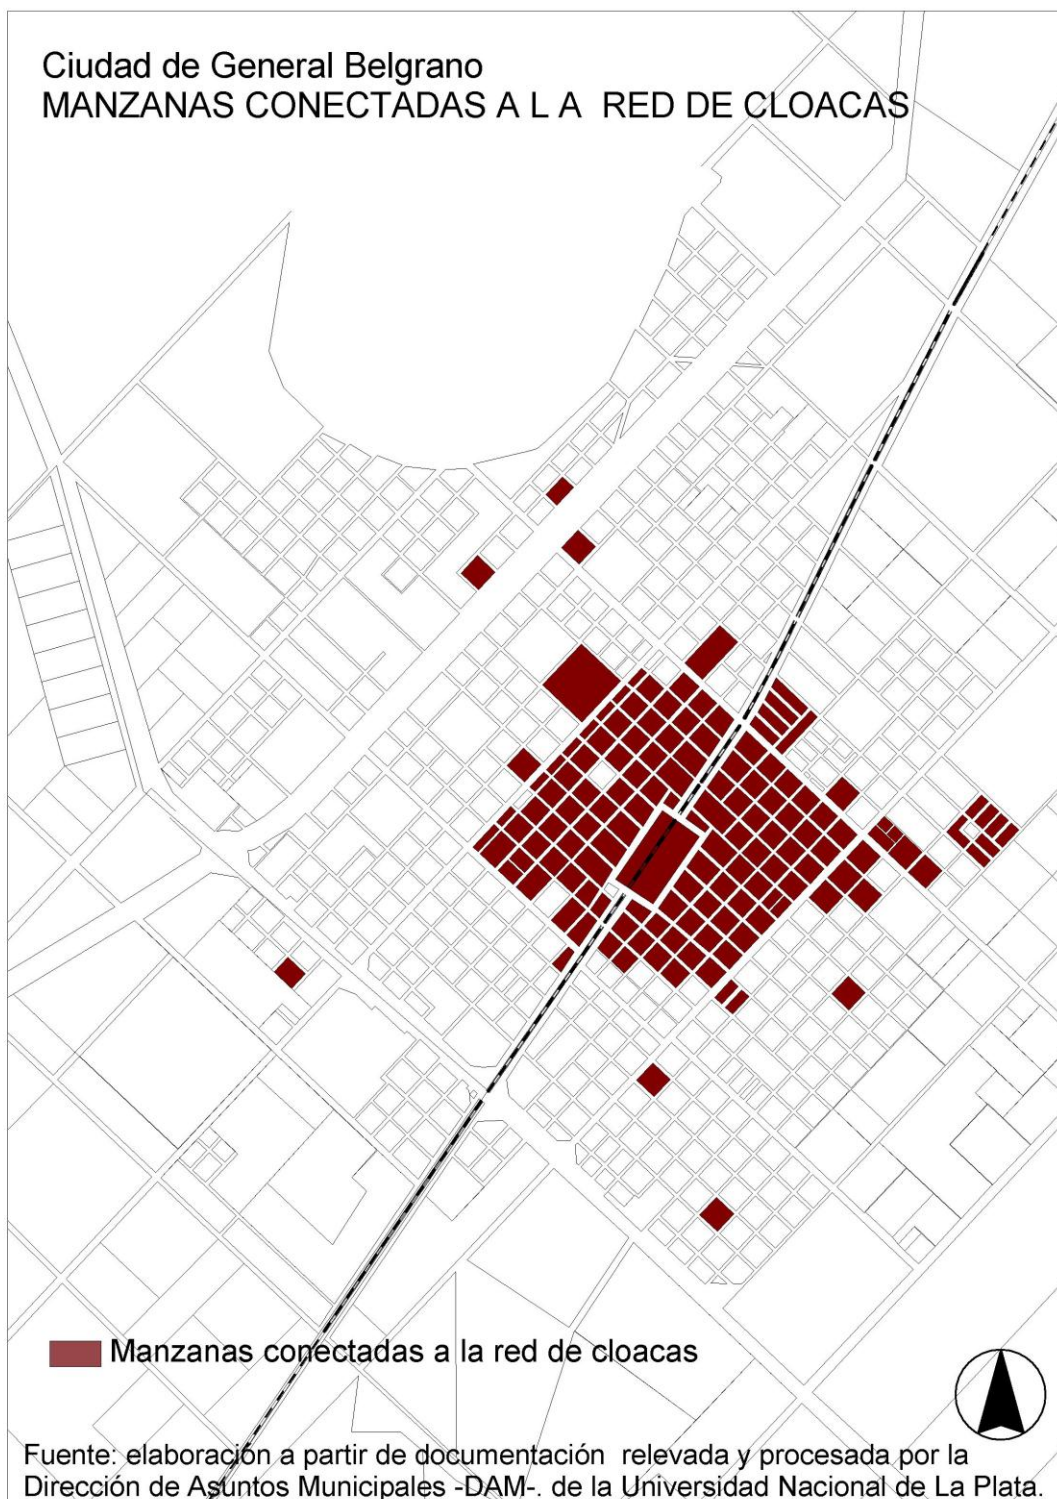 Ciudad de General Belgrano
MANZANAS CONECTADAS A L A RED DE CLOACAS
Manzanas conectadas a la red de cloacas
Fuente: elaboración a partir de documentación relevada y procesada por la
Dirección de Asuntos Municipales -DAM-. de la Universidad Nacional de La Plata.